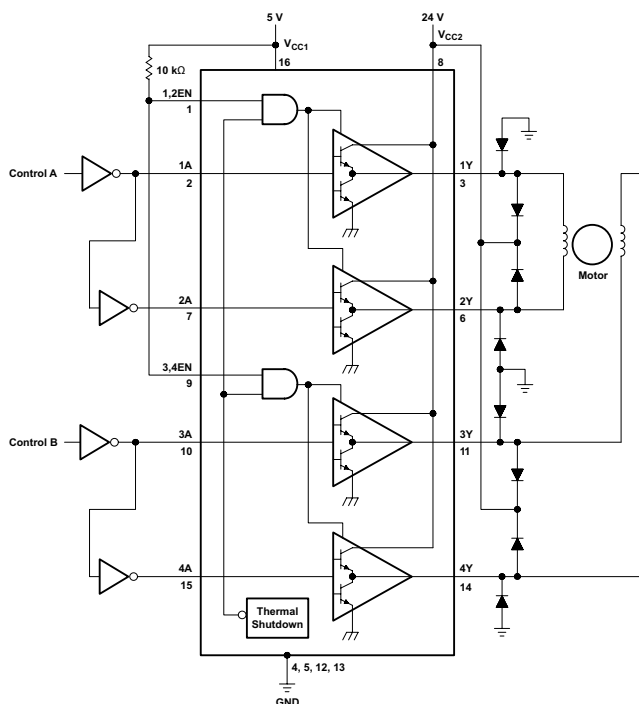 5 V
24 V
VCC1
VCC2
16
8
10 kΩ
1,2EN
1
Control A
1A
2
1Y
3
Motor
2A
7
2Y
6
3,4EN
9
Control B
3A
10
3Y
11
4A
15
4Y
14
Thermal
Shutdown
4, 5, 12, 13
GND